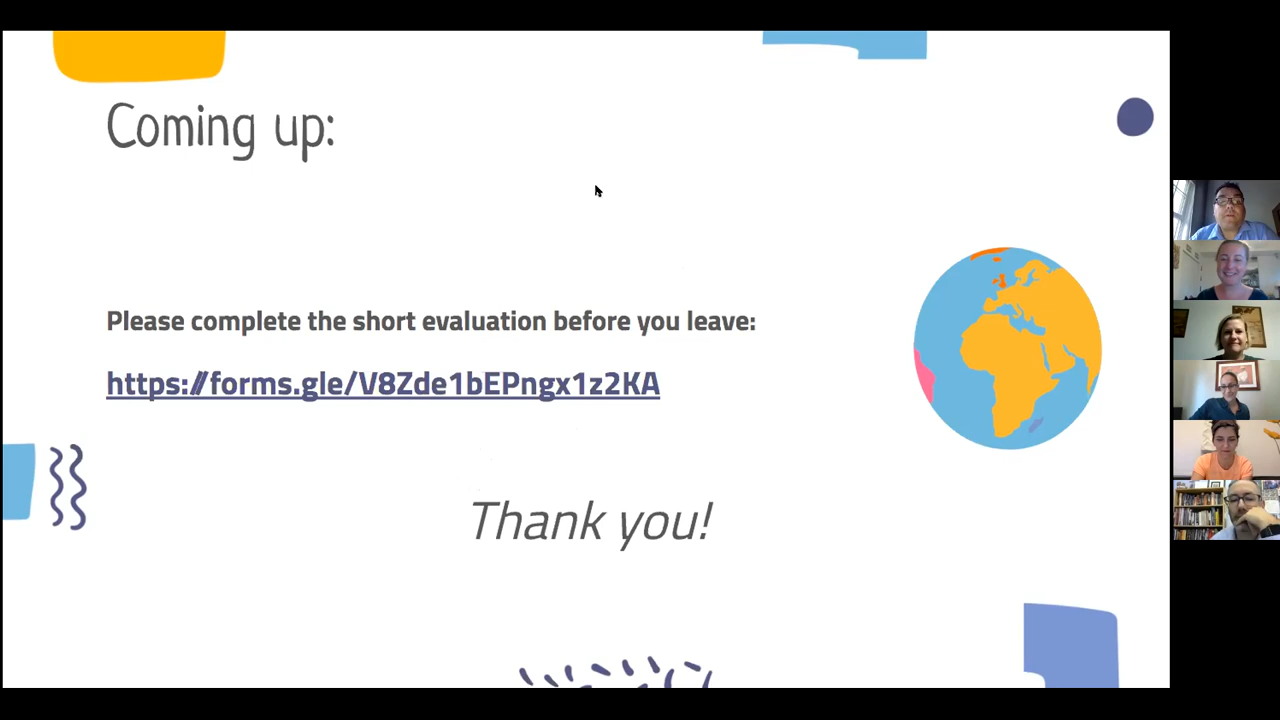 Coming up:
Please complete the short evaluation before you leave:
https://forms.gle/V8Zde1bEPngx1z2KA
Thank you!